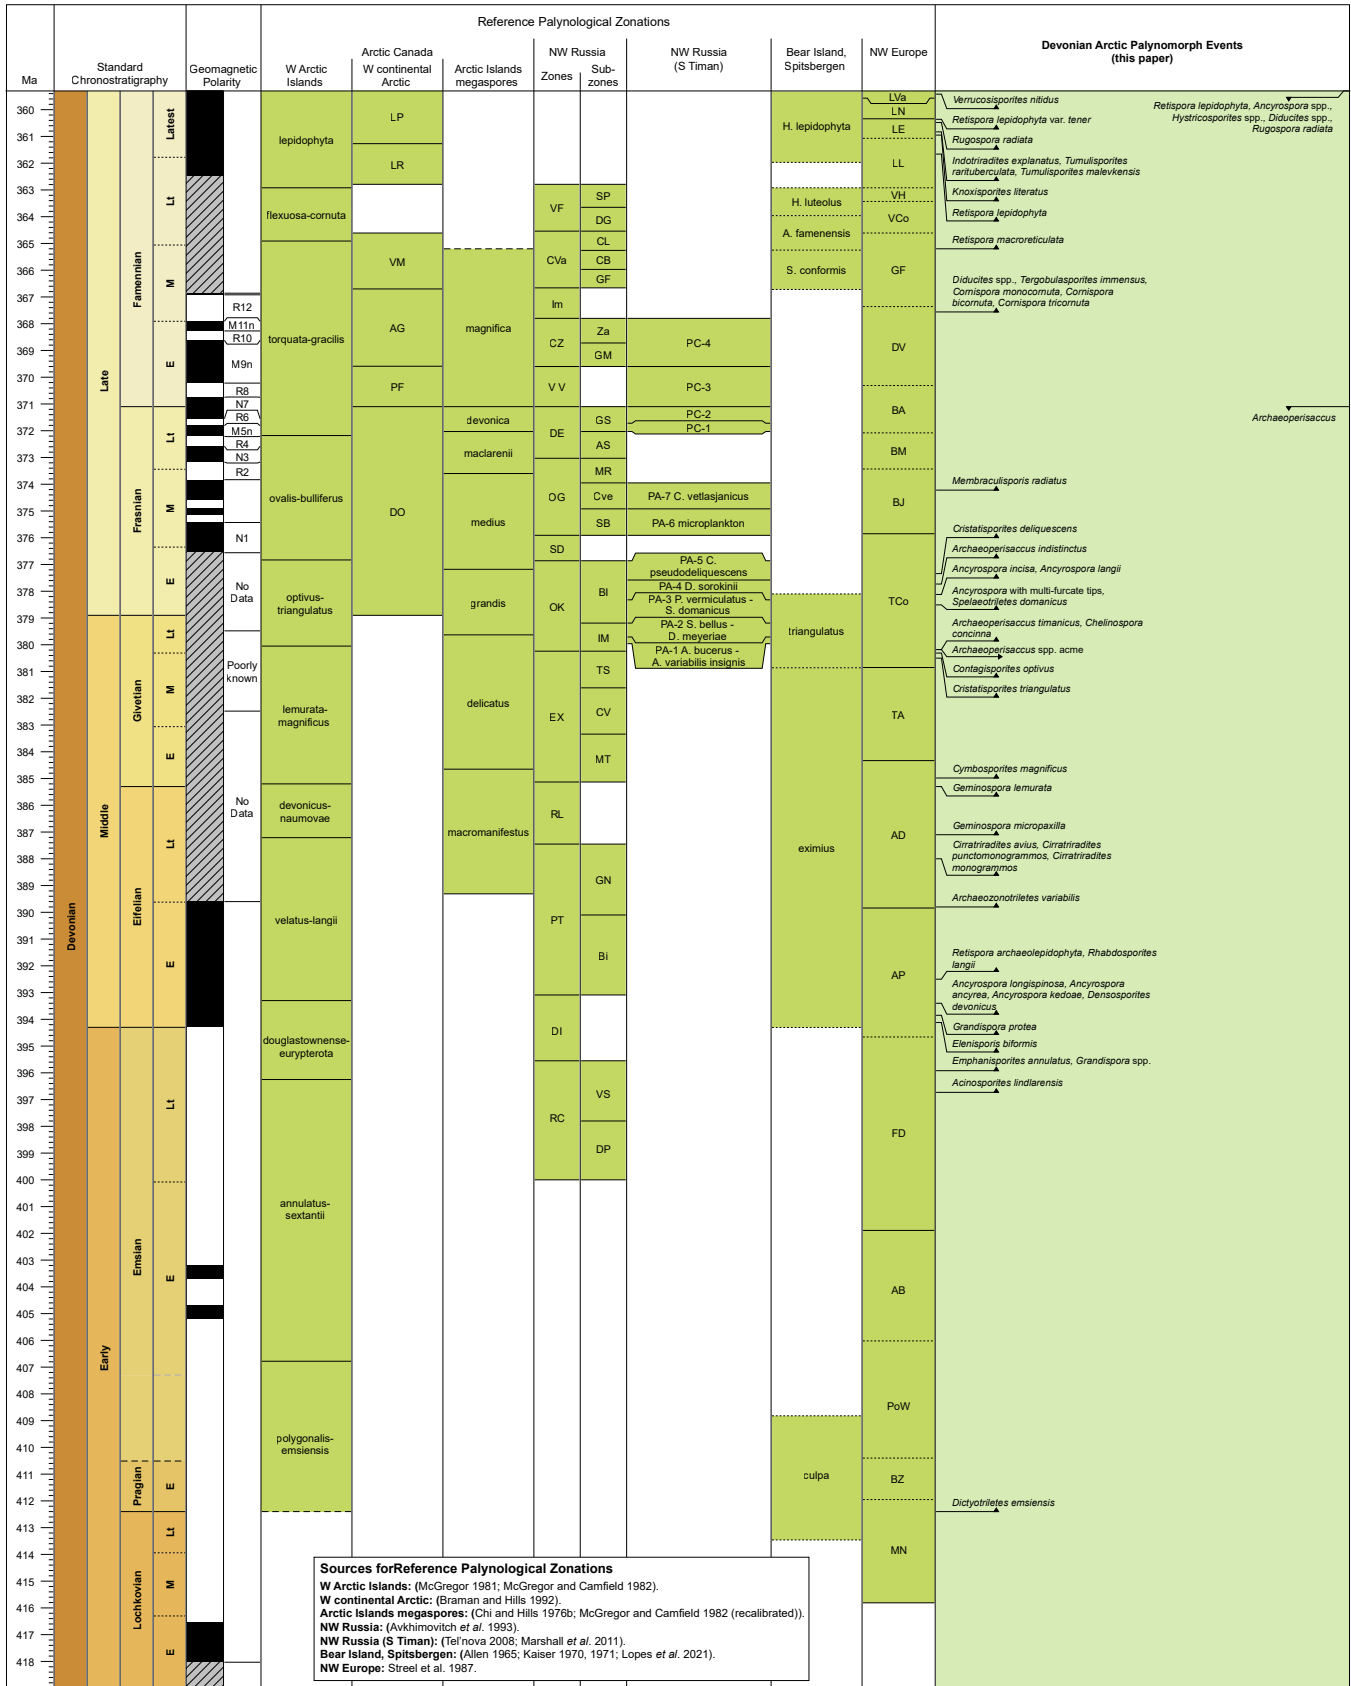 Reference Palynological Zonations
Ma
Standard
Chronostratigraphy
Geomagnetic
Polarity
W Arctic
Islands
Arctic Canada
W continental
Arctic
Arctic Islands
megaspores
NW Russia
Zones
Sub-
zones
NW Russia
(S Timan)
Bear Island,
Spitsbergen
NW Europe
Devonian Arctic Palynomorph Events
(this paper)
360
361
362
363
364
365
366
367
368
369
370
371
372
373
374
375
376
377
378
379
380
381
382
383
384
385
386
387
388
389
390
391
392
393
394
395
396
397
398
399
400
401
402
403
404
405
406
407
408
409
410
411
412
413
414
415
416
417
418
Devonian
Late
Middle
Early
Famennian
Frasnian
Givetian
Eifelian
Emsian
Pragian
Lochkovian
Latest
Lt
M
E
Lt
M
E
Lt
M
E
Lt
E
Lt
E
E
Lt
M
E
R12
M11n
R10
M9n
R8
N7
R6
M5n
R4
N3
R2
N1
No
Data
Poorly
known
No
Data
lepidophyta
flexuosa-cornuta
torquata-gracilis
ovalis-bulliferus
optivus-
triangulatus
lemurata-
magnificus
devonicus-
naumovae
velatus-langii
douglastownense-
eurypterota
annulatus-
sextantii
polygonalis-
emsiensis
LP
LR
VM
AG
PF
DO
magnifica
devonica
maclarenii
medius
grandis
delicatus
macromanifestus
VF
CVa
Im
CZ
V V
DE
OG
SD
OK
EX
RL
PT
DI
RC
SP
DG
CL
CB
GF
Za
GM
GS
AS
MR
Cve
SB
BI
IM
TS
CV
MT
GN
Bi
VS
DP
PC-4
PC-3
PC-2
PC-1
PA-7 C. vetlasjanicus
PA-6 microplankton
PA-5 C.
pseudodeliquescens
PA-4 D. sorokinii
PA-3 P. vermiculatus -
S. domanicus
PA-2 S. bellus -
D. meyeriae
PA-1 A. bucerus -
A. variabilis insignis
H. lepidophyta
H. luteolus
A. famenensis
S. conformis
triangulatus
eximius
culpa
LVa
LN
LE
LL
VH
VCo
GF
DV
BA
BM
BJ
TCo
TA
AD
AP
FD
AB
PoW
BZ
MN
Verrucosisporites nitidus
Retispora lepidophyta, Ancyrospora spp.,
Hystricosporites spp., Diducites spp.,
Rugospora radiata
Retispora lepidophyta var. tener
Rugospora radiata
Indotriradites explanatus, Tumulisporites
rarituberculata, Tumulisporites malevkensis
Knoxisporites literatus
Retispora lepidophyta
Retispora macroreticulata
Diducites spp., Tergobulasporites immensus,
Cornispora monocornuta, Cornispora
bicornuta, Cornispora tricornuta
Archaeoperisaccus
Membraculisporis radiatus
Cristatisporites deliquescens
Archaeoperisaccus indistinctus
Ancyrospora incisa, Ancyrospora langii
Ancyrospora with multi-furcate tips,
Spelaeotriletes domanicus
Archaeoperisaccus timanicus, Chelinospora
concinna
Archaeoperisaccus spp. acme
Contagisporites optivus
Cristatisporites triangulatus
Cymbosporites magnificus
Geminospora lemurata
Geminospora micropaxilla
Cirratriradites avius, Cirratriradites
punctomonogrammos, Cirratriradites
monogrammos
Archaeozonotriletes variabilis
Retispora archaeolepidophyta, Rhabdosporites
langii
Ancyrospora longispinosa, Ancyrospora
ancyrea, Ancyrospora kedoae, Densosporites
devonicus
Grandispora protea
Elenisporis biformis
Emphanisporites annulatus, Grandispora spp.
Acinosporites lindlarensis
Dictyotriletes emsiensis
Sources forReference Palynological Zonations
W Arctic Islands: (McGregor 1981; McGregor and Camfield 1982).
W continental Arctic: (Braman and Hills 1992).
Arctic Islands megaspores: (Chi and Hills 1976b; McGregor and Camfield 1982 (recalibrated)).
NW Russia: (Avkhimovitch et al. 1993).
NW Russia (S Timan): (Tel'nova 2008; Marshall et al. 2011).
Bear Island, Spitsbergen: (Allen 1965; Kaiser 1970, 1971; Lopes et al. 2021).
NW Europe: Streel et al. 1987.